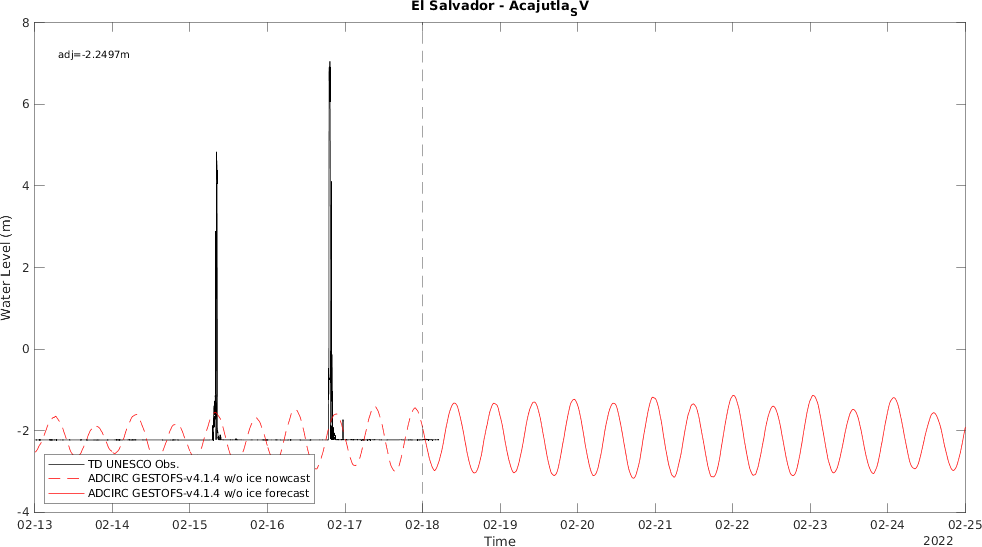 El Salvador - Acajutla_SV
adj=-2.2497m
8
6
4
2
0
-2
-4
Water Level (m)
TD UNESCO Obs.
ADCIRC GESTOFS-v4.1.4 w/o ice nowcast
ADCIRC GESTOFS-v4.1.4 w/o ice forecast
02-13 02-14 02-15 02-16 02-17 02-18 02-19 02-20 02-21 02-22 02-23 02-24 02-25
Time
2022